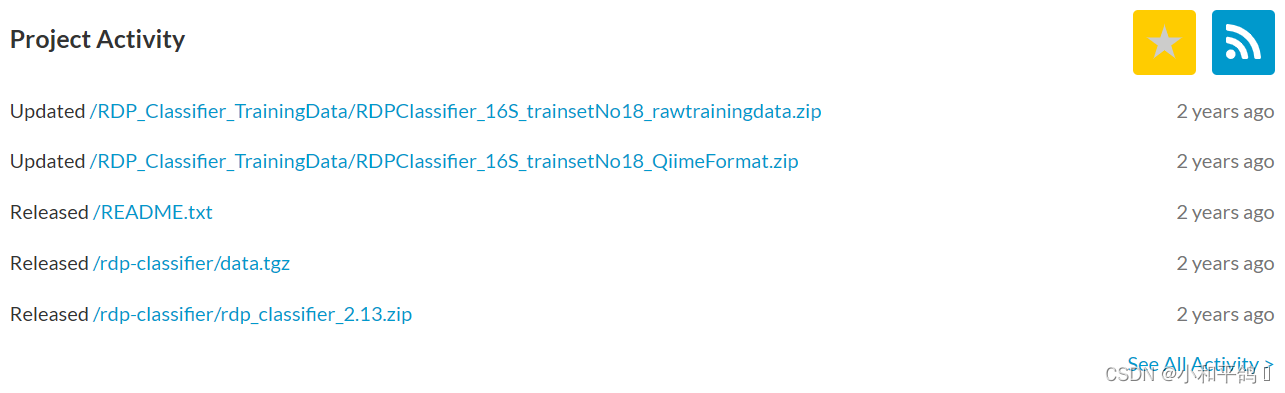 Project Activity
Updated /RDP_Classifier_TrainingData/RDPClassifier_16S_trainsetNo18_rawtrainingdata.zip 2 years ago
Updated /RDP_Classifier_TrainingData/RDPClassifier_16S_trainsetNo18_QiimeFormat.zip 2 years ago
Released /README.txt 2 years ago
Released /rdp-classifier/data.tgz 2 years ago
Released /rdp-classifier/rdp_classifier_2.13.zip 2 years ago
See All Activity >
CSDN @小和平鸽